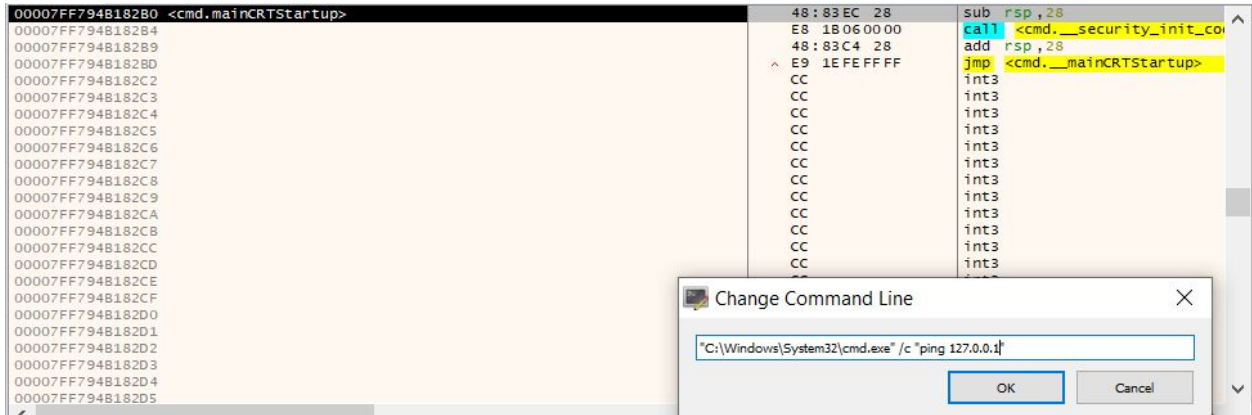 00007FF794B182B0 <cmd.mainCRTStartup> 48:83EC 28 sub rsp,28
00007FF794B182B4 E8 1B060000 call <cmd.__security_init_coo
00007FF794B182B9 48:83C4 28 add rsp,28
00007FF794B182BD ^ E9 1EFEFFFF jmp <cmd.__mainCRTStartup>
00007FF794B182C2 CC int3
00007FF794B182C3 CC int3
00007FF794B182C4 CC int3
00007FF794B182C5 CC int3
00007FF794B182C6 CC int3
00007FF794B182C7 CC int3
00007FF794B182C8 CC int3
00007FF794B182C9 CC int3
00007FF794B182CA CC int3
00007FF794B182CB CC int3
00007FF794B182CC CC int3
00007FF794B182CD CC int3
00007FF794B182CE
00007FF794B182CF
00007FF794B182D0
00007FF794B182D1
00007FF794B182D2
00007FF794B182D3
00007FF794B182D4
00007FF794B182D5
Change Command Line
"C:\Windows\System32\cmd.exe" /c "ping 127.0.0.1"
OK Cancel